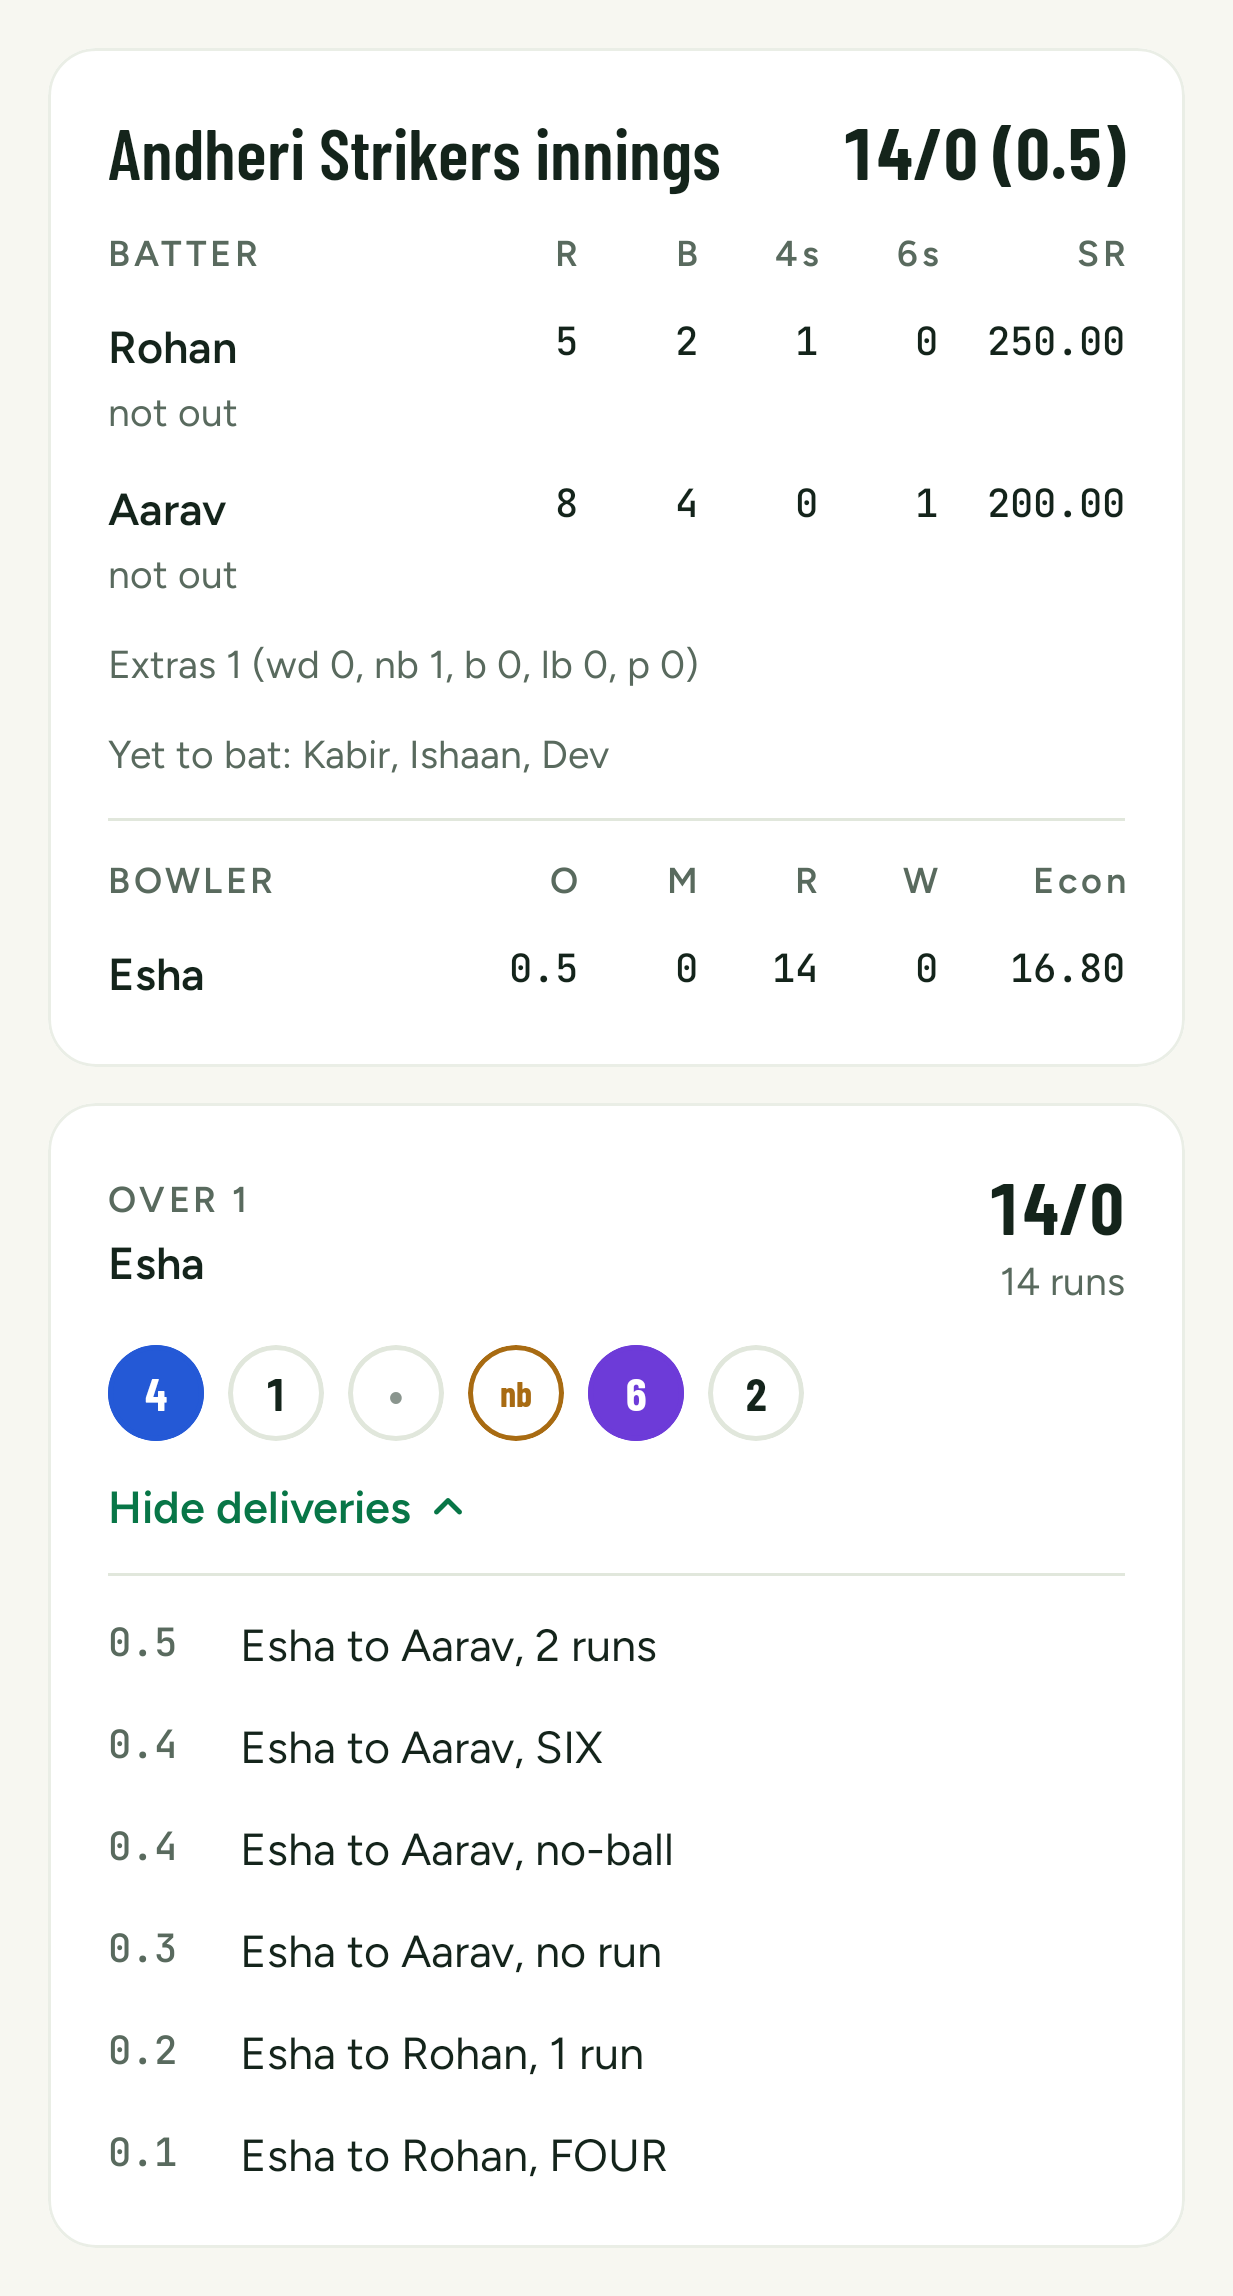 Andheri Strikers innings 14/0 (0.5)
BATTER R B 4s 6s SR
Rohan 5 2 1 0 250.00
not out
Aarav 8 4 0 1 200.00
not out
Extras 1 (wd 0, nb 1, b 0, lb 0, p 0)
Yet to bat: Kabir, Ishaan, Dev
BOWLER O M R W Econ
Esha 0.5 0 14 0 16.80
OVER 1 14/0
Esha 14 runs
4 1 • nb 6 2
Hide deliveries
0.5 Esha to Aarav, 2 runs
0.4 Esha to Aarav, SIX
0.4 Esha to Aarav, no-ball
0.3 Esha to Aarav, no run
0.2 Esha to Rohan, 1 run
0.1 Esha to Rohan, FOUR